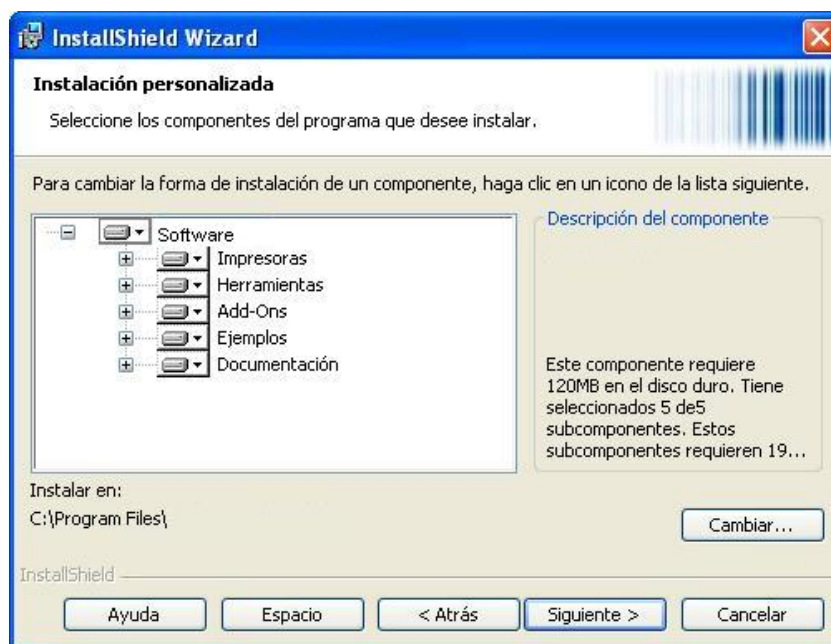 InstallShield Wizard
Instalación personalizada
Seleccione los componentes del programa que desee instalar.
Para cambiar la forma de instalación de un componente, haga clic en un icono de la lista siguiente.
Software
Impresoras
Herramientas
Add-Ons
Ejemplos
Documentación
Descripción del componente
Este componente requiere
120MB en el disco duro. Tiene
seleccionados 5 de5
subcomponentes. Estos
subcomponentes requieren 19...
Instalar en:
C:\Program Files\
Cambiar...
InstallShield
Ayuda
Espacio
< Atrás
Siguiente >
Cancelar